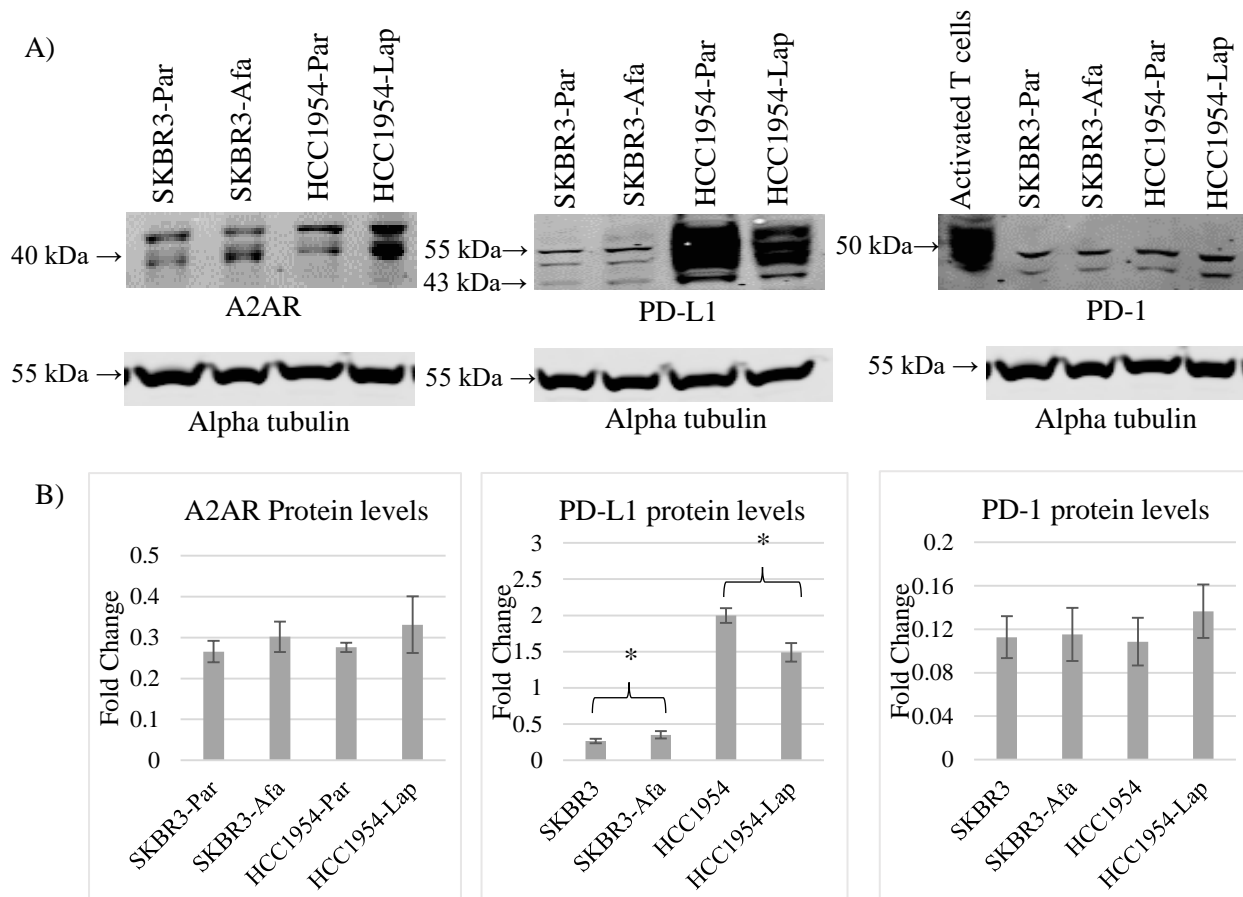 A)
SKBR3-Par
SKBR3-Afa
HCC1954-Par
HCC1954-Lap
40 kDa→
A2AR
55 kDa→
Alpha tubulin
SKBR3-Par
SKBR3-Afa
HCC1954-Par
HCC1954-Lap
55 kDa→
43 kDa→
PD-L1
55 kDa→
Alpha tubulin
Activated T cells
SKBR3-Par
SKBR3-Afa
HCC1954-Par
HCC1954-Lap
50 kDa→
PD-1
55 kDa→
Alpha tubulin
B)
A2AR Protein levels
Fold Change
0.5
0.4
0.3
0.2
0.1
0
SKBR3-Par
SKBR3-Afa
HCC1954-Par
HCC1954-Lap
PD-L1 protein levels
Fold Change
3
2.5
2
1.5
1
0.5
0
*
*
SKBR3
SKBR3-Afa
HCC1954
HCC1954-Lap
PD-1 protein levels
Fold Change
0.2
0.16
0.12
0.08
0.04
0
SKBR3
SKBR3-Afa
HCC1954
HCC1954-Lap